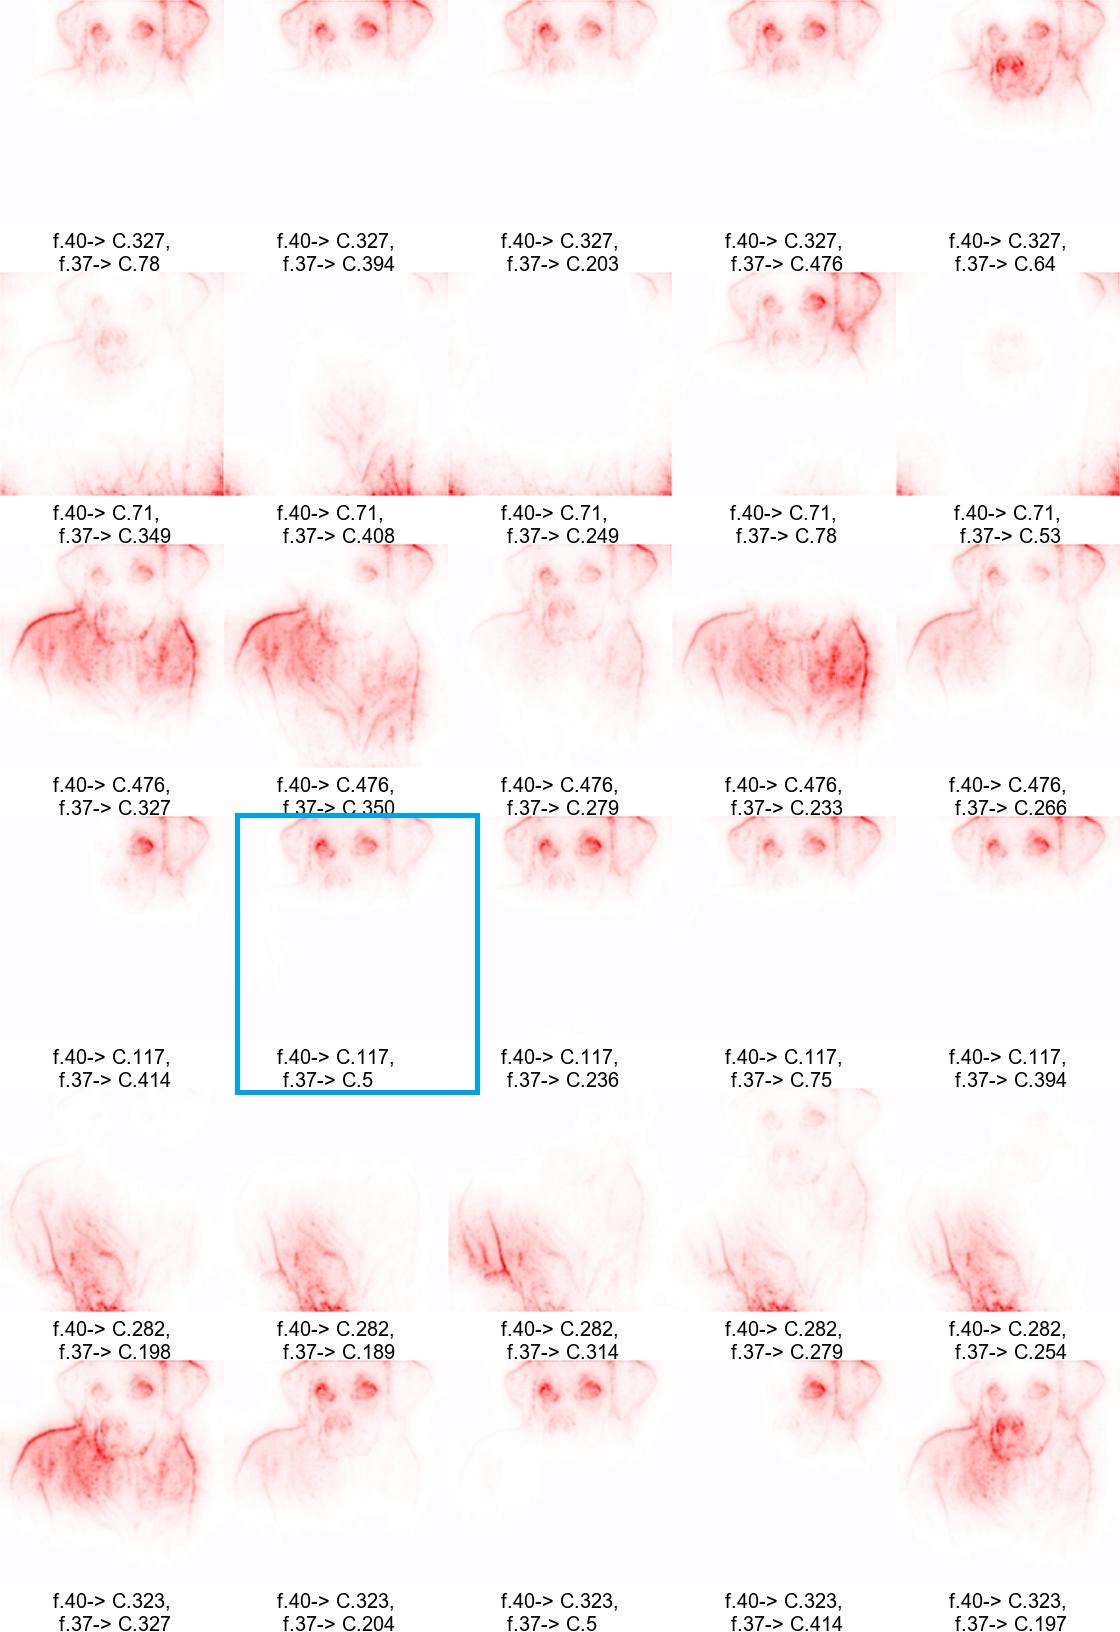 f.40-> C.327, f.40-> C.327, f.40-> C.327, f.40-> C.327, f.40-> C.327,
f.37-> C.78 f.37-> C.394 f.37-> C.203 f.37-> C.476 f.37-> C.64
f.40-> C.71, f.40-> C.71, f.40-> C.71, f.40-> C.71, f.40-> C.71,
f.37-> C.349 f.37-> C.408 f.37-> C.249 f.37-> C.78 f.37-> C.53
f.40-> C.476, f.40-> C.476, f.40-> C.476, f.40-> C.476, f.40-> C.476,
f.37-> C.327 f.37-> C.350 f.37-> C.279 f.37-> C.233 f.37-> C.266
f.40-> C.117, f.40-> C.117, f.40-> C.117, f.40-> C.117, f.40-> C.117,
f.37-> C.414 f.37-> C.5 f.37-> C.236 f.37-> C.75 f.37-> C.394
f.40-> C.282, f.40-> C.282, f.40-> C.282, f.40-> C.282, f.40-> C.282,
f.37-> C.198 f.37-> C.189 f.37-> C.314 f.37-> C.279 f.37-> C.254
f.40-> C.323, f.40-> C.323, f.40-> C.323, f.40-> C.323, f.40-> C.323,
f.37-> C.327 f.37-> C.204 f.37-> C.5 f.37-> C.414 f.37-> C.197